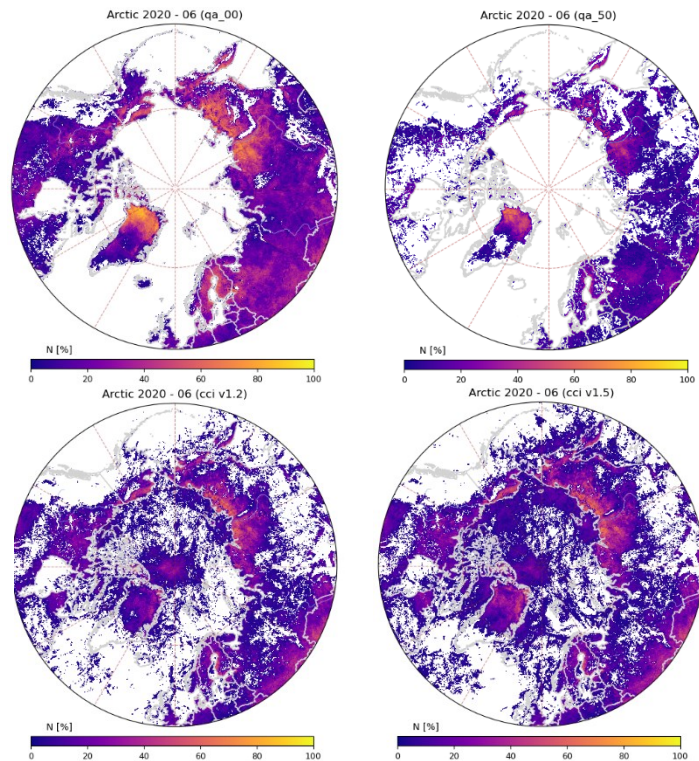 Arctic 2020 - 06 (qa_00)
Arctic 2020 - 06 (qa_50)
N [%]
0 20 40 60 80 100
N [%]
0 20 40 60 80 100
Arctic 2020 - 06 (cci v1.2)
Arctic 2020 - 06 (cci v1.5)
N [%]
0 20 40 60 80 100
N [%]
0 20 40 60 80 100